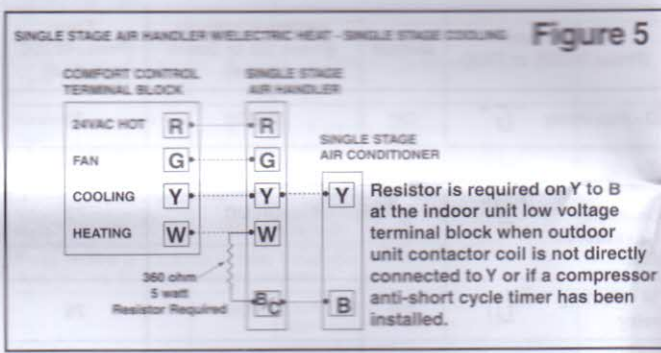 SINGLE STAGE AIR HANDLER W/ELECTRIC HEAT - SINGLE STAGE COOLING
Figure 5
COMFORT CONTROL
TERMINAL BLOCK
SINGLE STAGE
AIR HANDLER
24VAC HOT R R
SINGLE STAGE
AIR CONDITIONER
FAN G G
COOLING Y Y Y
HEATING W W
360 ohm
5 watt
Resistor Required
B/C B
Resistor is required on Y to B
at the indoor unit low voltage
terminal block when outdoor
unit contactor coil is not directly
connected to Y or if a compressor
anti-short cycle timer has been
installed.